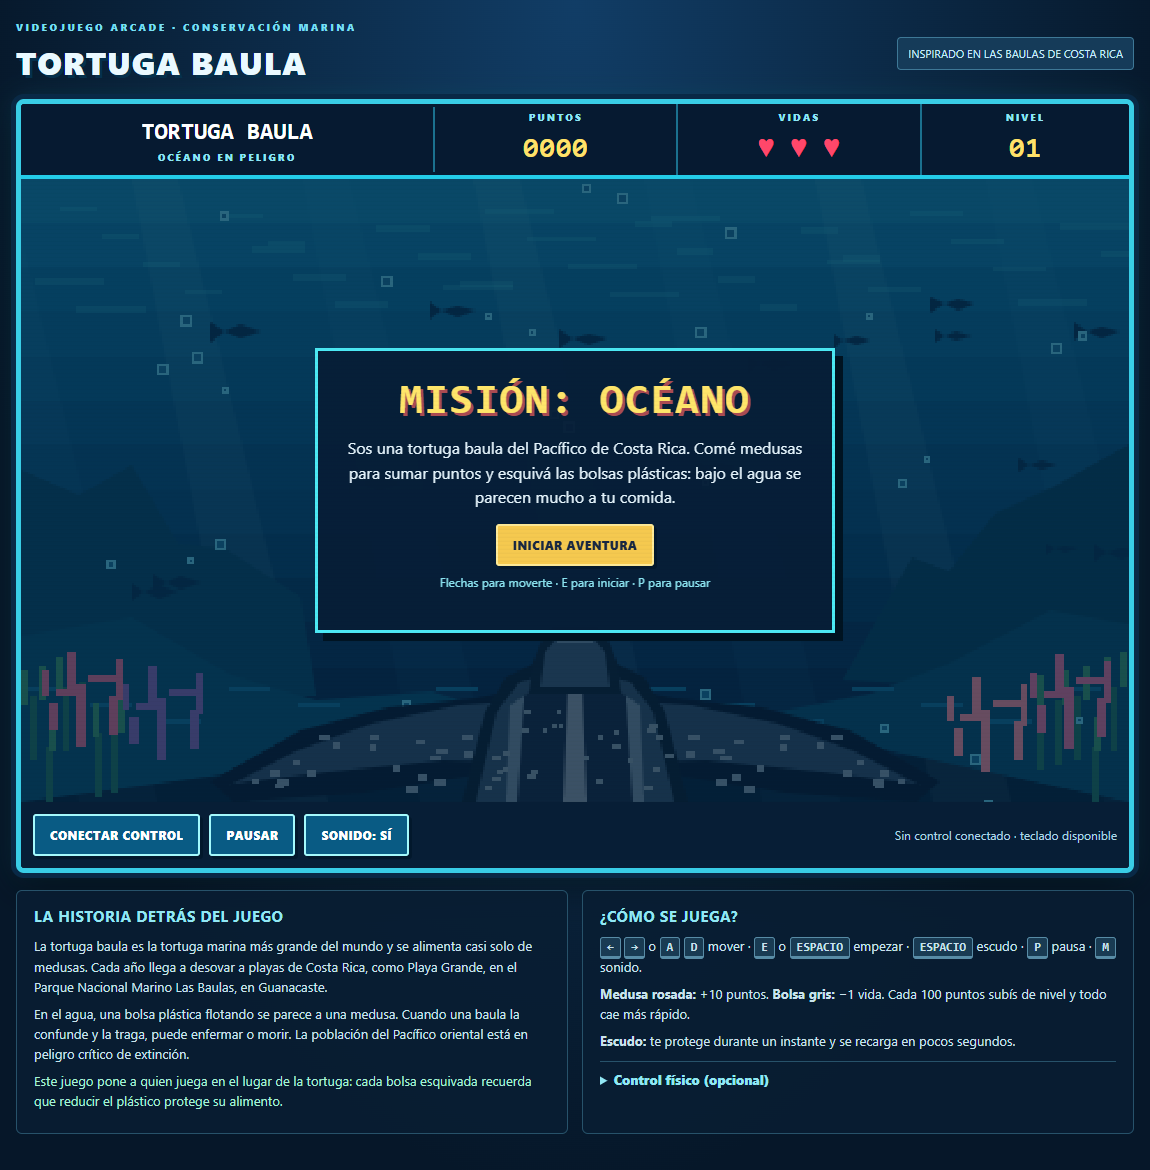 VIDEOJUEGO ARCADE · CONSERVACIÓN MARINA
TORTUGA BAULA
INSPIRADO EN LAS BAULAS DE COSTA RICA
TORTUGA BAULA
OCÉANO EN PELIGRO
PUNTOS
0000
VIDAS
♥ ♥ ♥
NIVEL
01
MISIÓN: OCÉANO
Sos una tortuga baula del Pacífico de Costa Rica. Comé medusas
para sumar puntos y esquivá las bolsas plásticas: bajo el agua se
parecen mucho a tu comida.
INICIAR AVENTURA
Flechas para moverte · E para iniciar · P para pausar
CONECTAR CONTROL
PAUSAR
SONIDO: SÍ
Sin control conectado · teclado disponible
LA HISTORIA DETRÁS DEL JUEGO
La tortuga baula es la tortuga marina más grande del mundo y se alimenta casi solo de
medusas. Cada año llega a desovar a playas de Costa Rica, como Playa Grande, en el
Parque Nacional Marino Las Baulas, en Guanacaste.
En el agua, una bolsa plástica flotando se parece a una medusa. Cuando una baula la
confunde y la traga, puede enfermar o morir. La población del Pacífico oriental está en
peligro crítico de extinción.
Este juego pone a quien juega en el lugar de la tortuga: cada bolsa esquivada recuerda
que reducir el plástico protege su alimento.
¿CÓMO SE JUEGA?
← → o A D mover · E o ESPACIO empezar · ESPACIO escudo · P pausa · M
sonido.
Medusa rosada: +10 puntos. Bolsa gris: −1 vida. Cada 100 puntos subís de nivel y todo
cae más rápido.
Escudo: te protege durante un instante y se recarga en pocos segundos.
▶ Control físico (opcional)